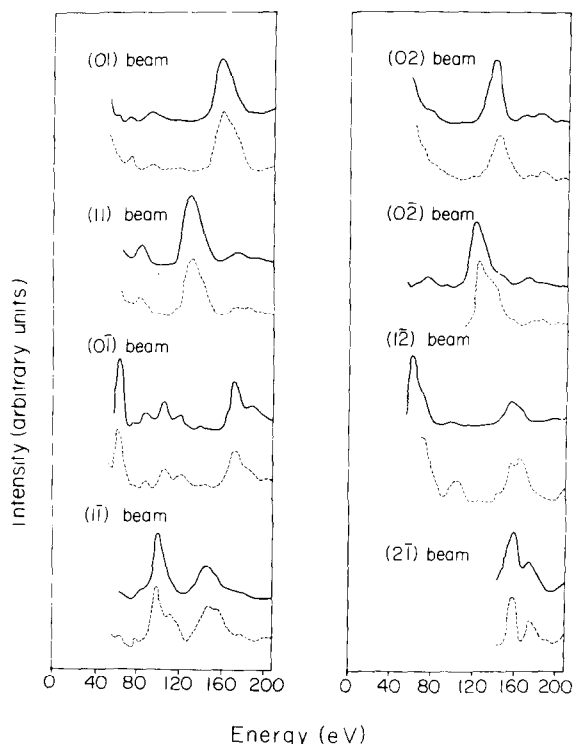 (01) beam
(11) beam
(01̄) beam
(11̄) beam
0 40 80 120 160 200
(02) beam
(02̄) beam
(12̄) beam
(21̄) beam
0 40 80 120 160 200
Intensity (arbitrary units)
Energy (eV)